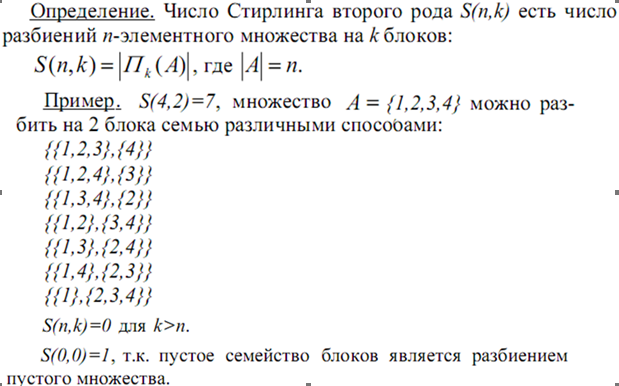 Определение. Число Стирлинга второго рода S(n,k) есть число
разбиений n-элементного множества на k блоков:
S(n,k)=|Π_k(A)|, где |A|=n.
Пример. S(4,2)=7, множество A = {1,2,3,4} можно раз-
бить на 2 блока семью различными способами:
{{1,2,3},{4}}
{{1,2,4},{3}}
{{1,3,4},{2}}
{{1,2},{3,4}}
{{1,3},{2,4}}
{{1,4},{2,3}}
{{1},{2,3,4}}
S(n,k)=0 для k>n.
S(0,0)=1, т.к. пустое семейство блоков является разбиением
пустого множества.